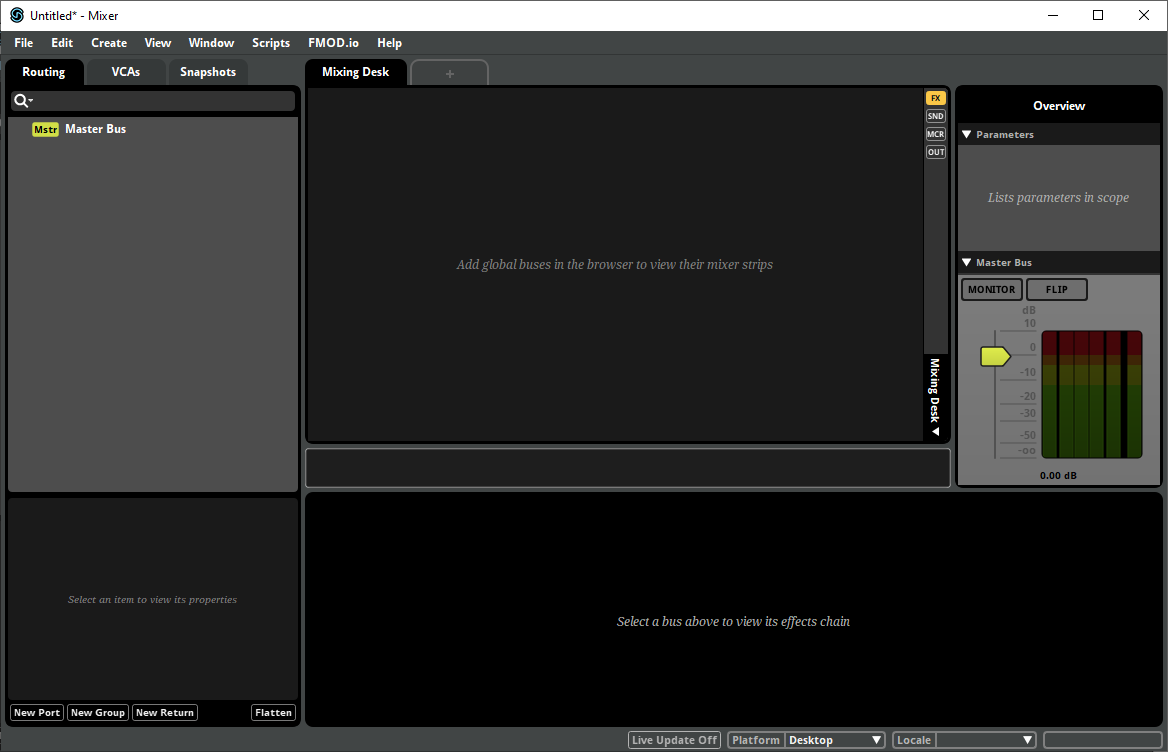 Untitled* - Mixer
File Edit Create View Window Scripts FMOD.io Help
Routing VCAs Snapshots
Mixing Desk +
Mstr Master Bus
Add global buses in the browser to view their mixer strips
FX
SND
MCR
OUT
Mixing Desk
Overview
Parameters
Lists parameters in scope
Master Bus
MONITOR FLIP
dB
10
0
-10
-20
-30
-50
-oo
0.00 dB
Select an item to view its properties
New Port New Group New Return Flatten
Select a bus above to view its effects chain
Live Update Off Platform Desktop Locale